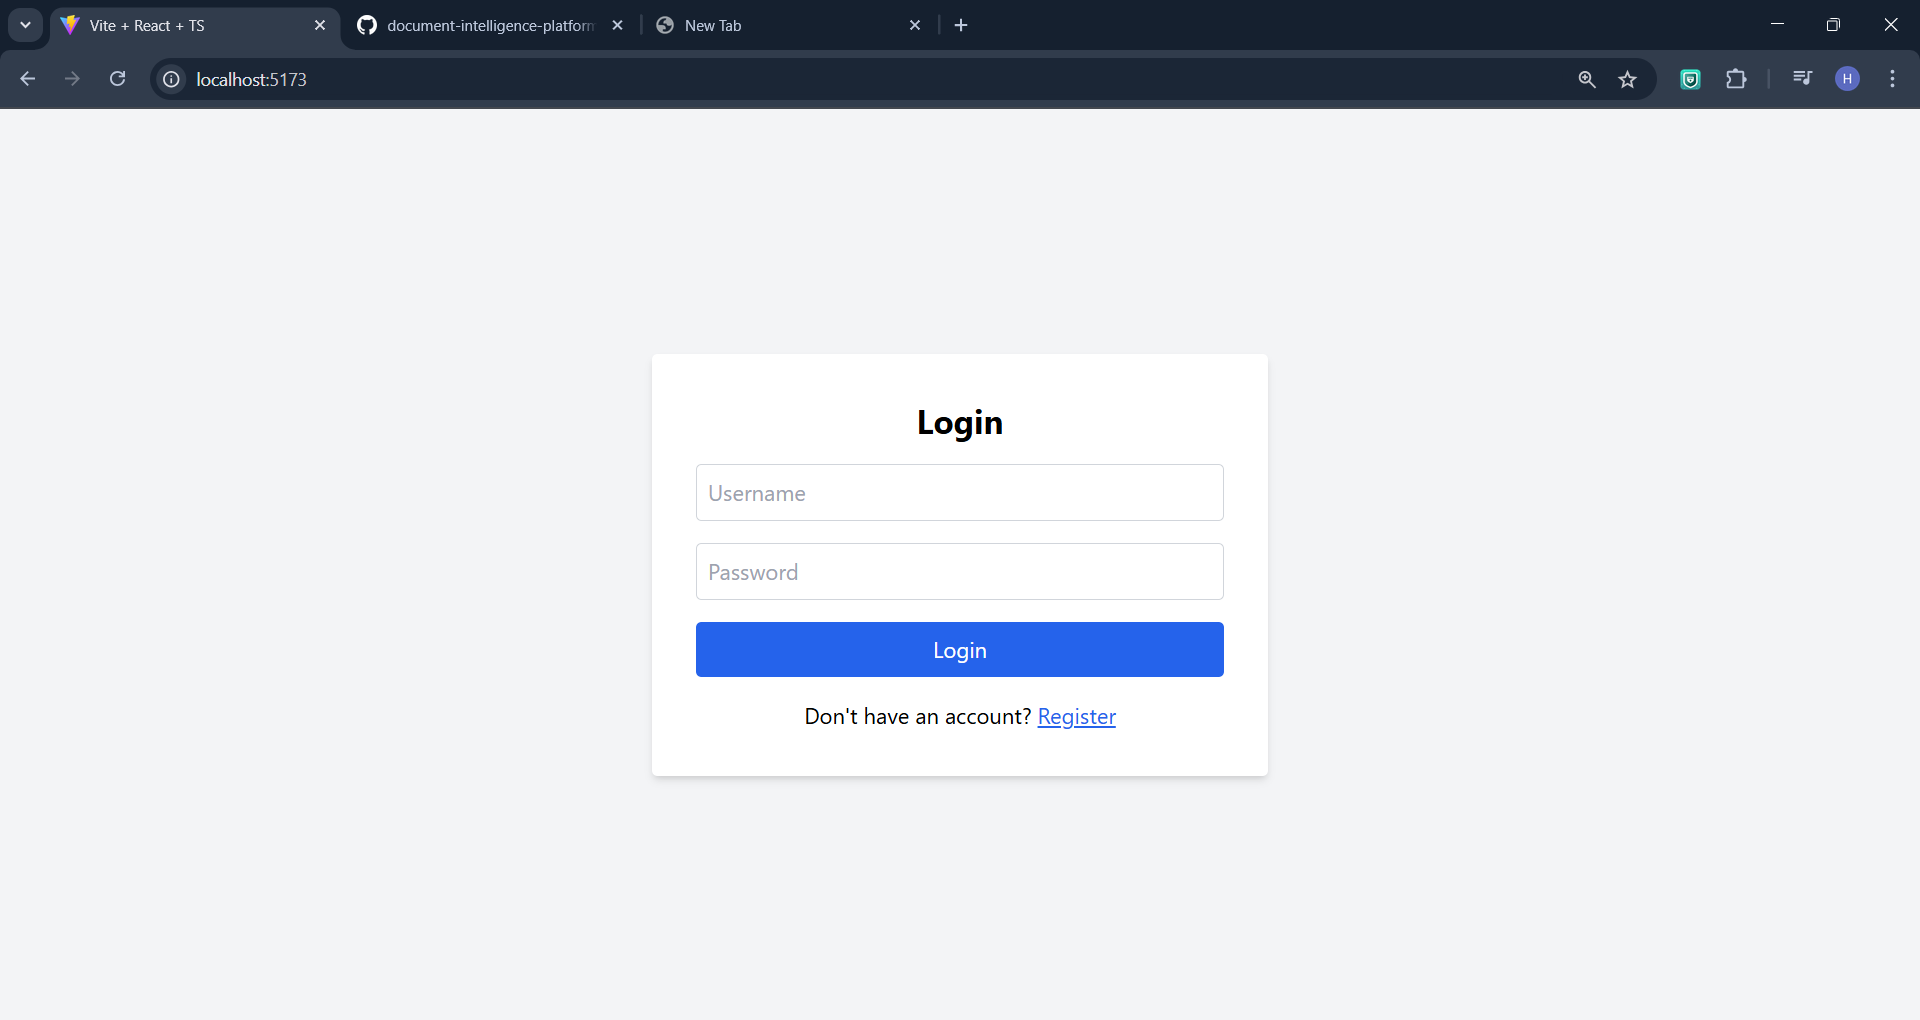 Vite + React + TS
document-intelligence-platform
New Tab
localhost:5173
H
Login
Username
Password
Login
Don't have an account? Register